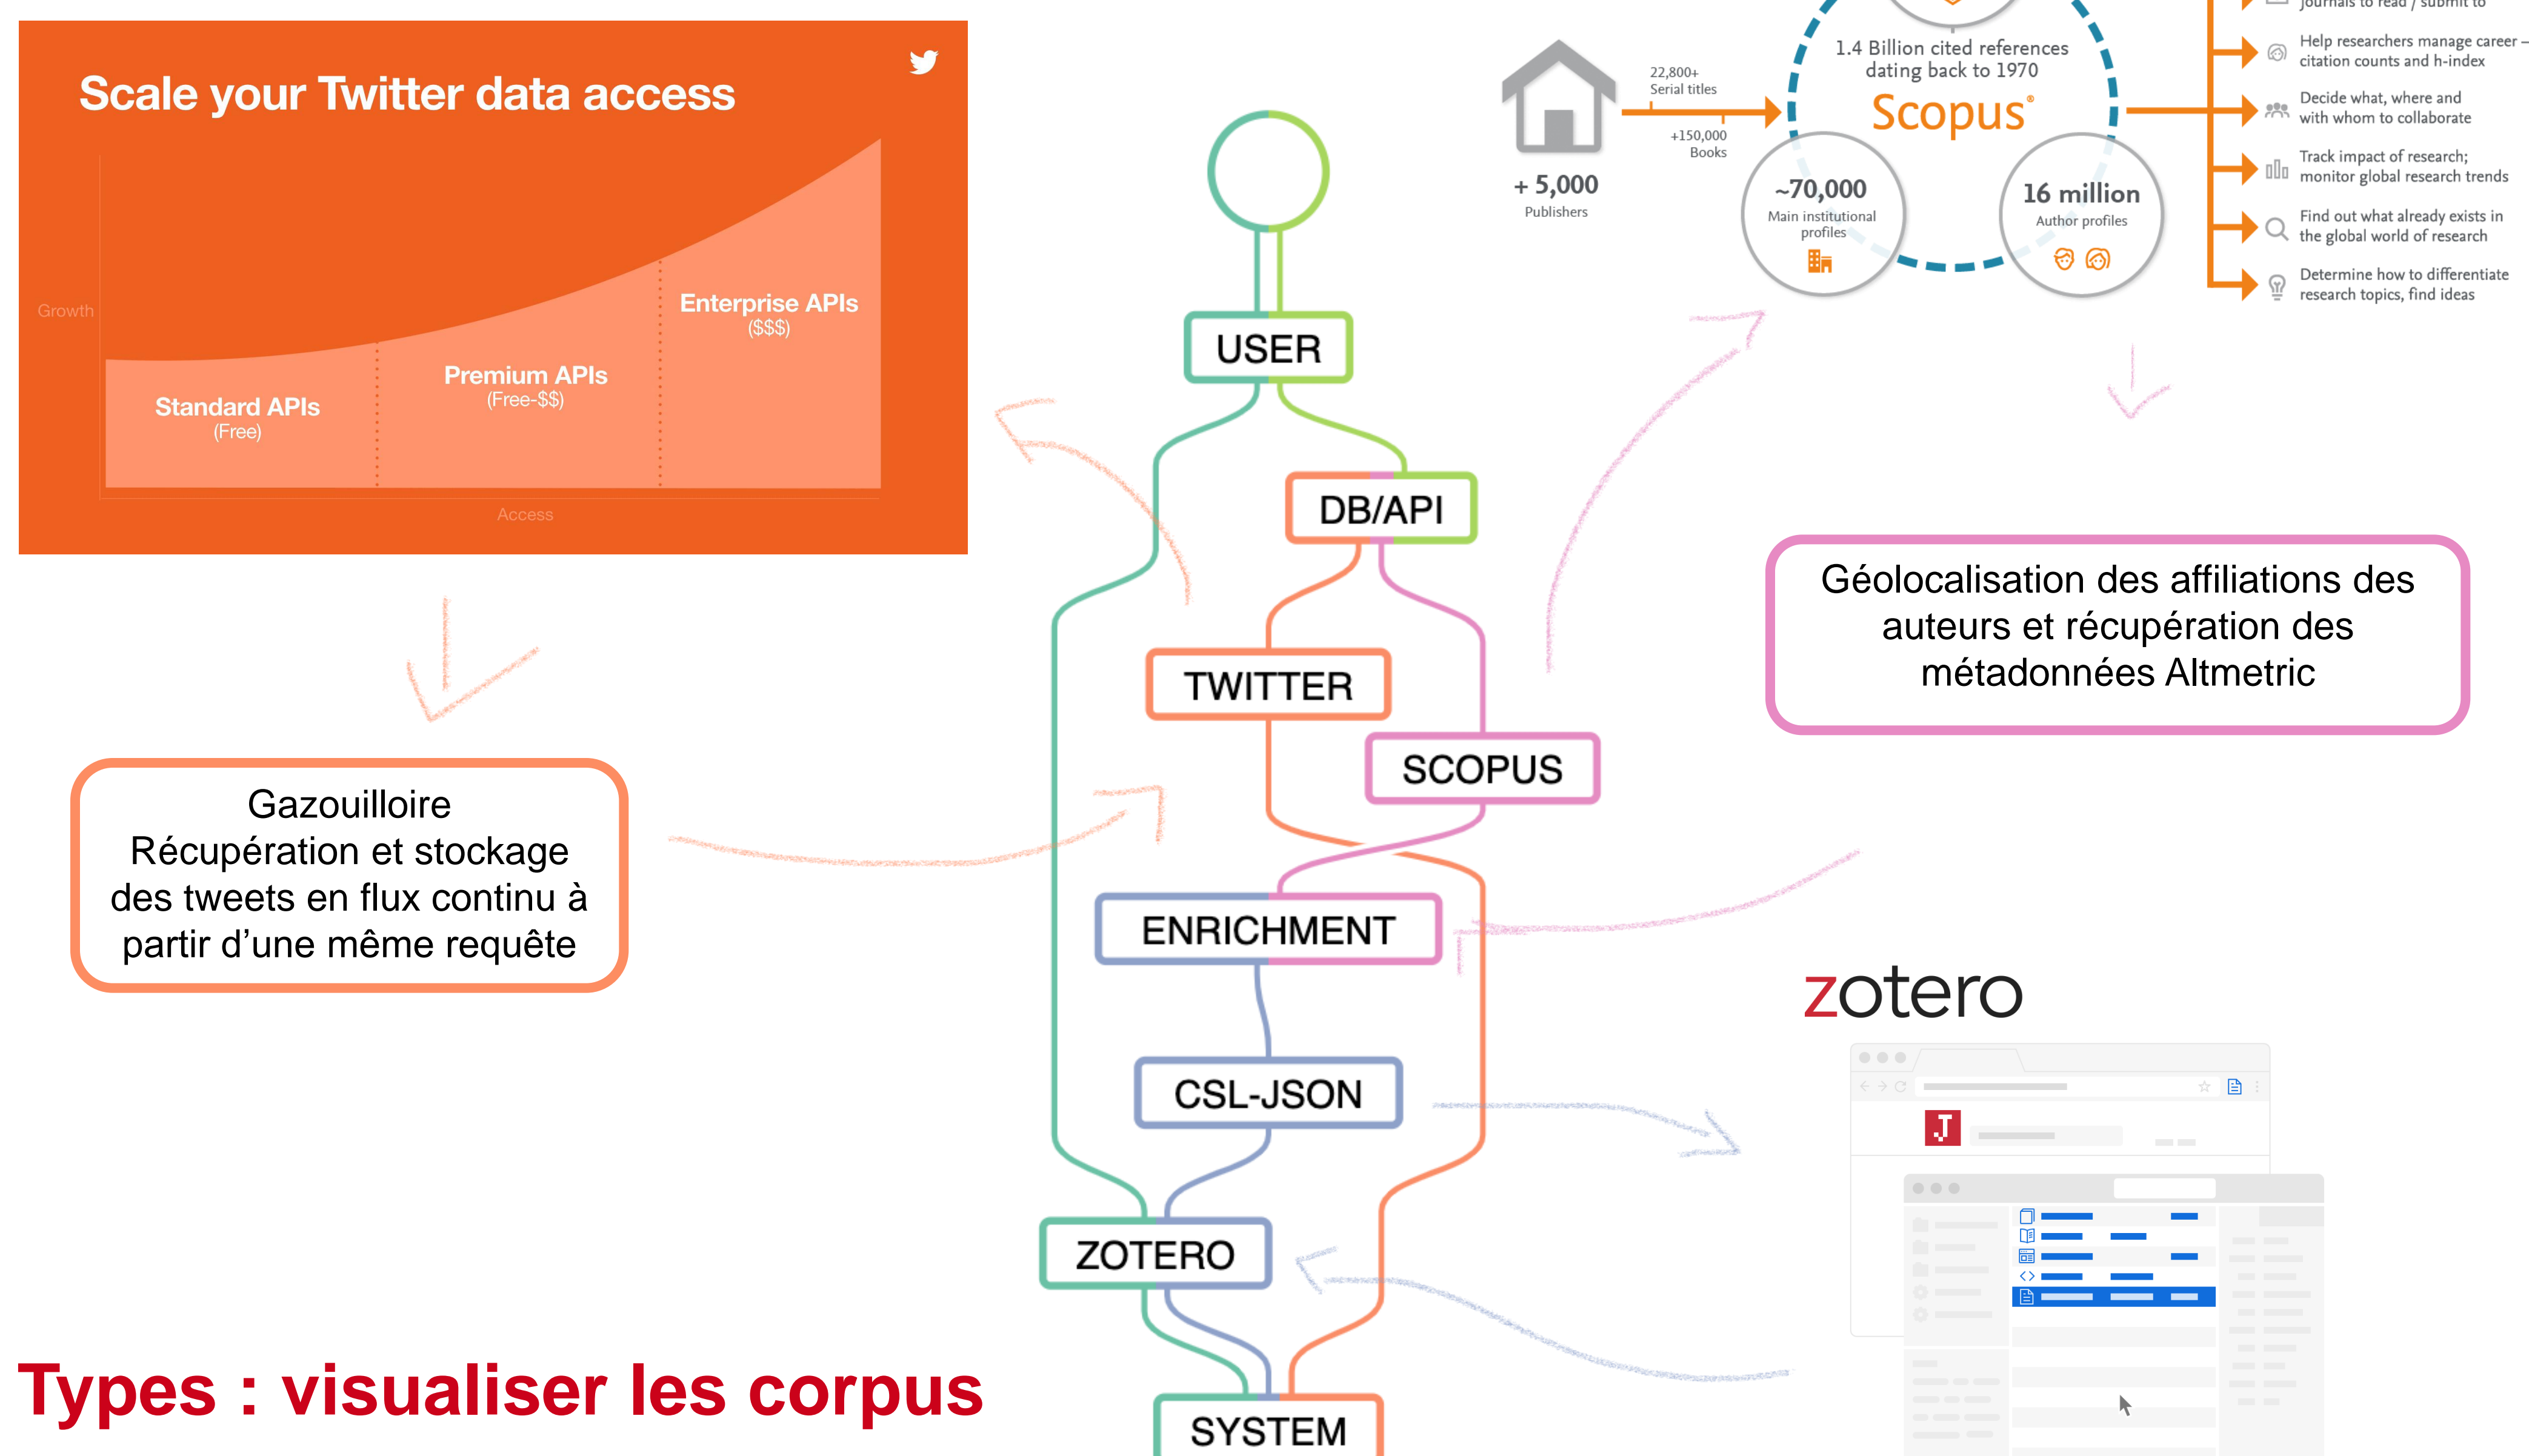 Scale your Twitter data access
Growth
Standard APIs
(Free)
Premium APIs
(Free-$$)
Enterprise APIs
($$$)
Access
Gazouilloire
Récupération et stockage
des tweets en flux continu à
partir d’une même requête
USER
DB/API
TWITTER
SCOPUS
ENRICHMENT
CSL-JSON
ZOTERO
SYSTEM
+ 5,000
Publishers
22,800+
Serial titles
+150,000
Books
1.4 Billion cited references
dating back to 1970
Scopus®
~70,000
Main institutional
profiles
16 million
Author profiles
journals to read / submit to
Help researchers manage career –
citation counts and h-index
Decide what, where and
with whom to collaborate
Track impact of research;
monitor global research trends
Find out what already exists in
the global world of research
Determine how to differentiate
research topics, find ideas
Géolocalisation des affiliations des
auteurs et récupération des
métadonnées Altmetric
zotero
J
Types : visualiser les corpus